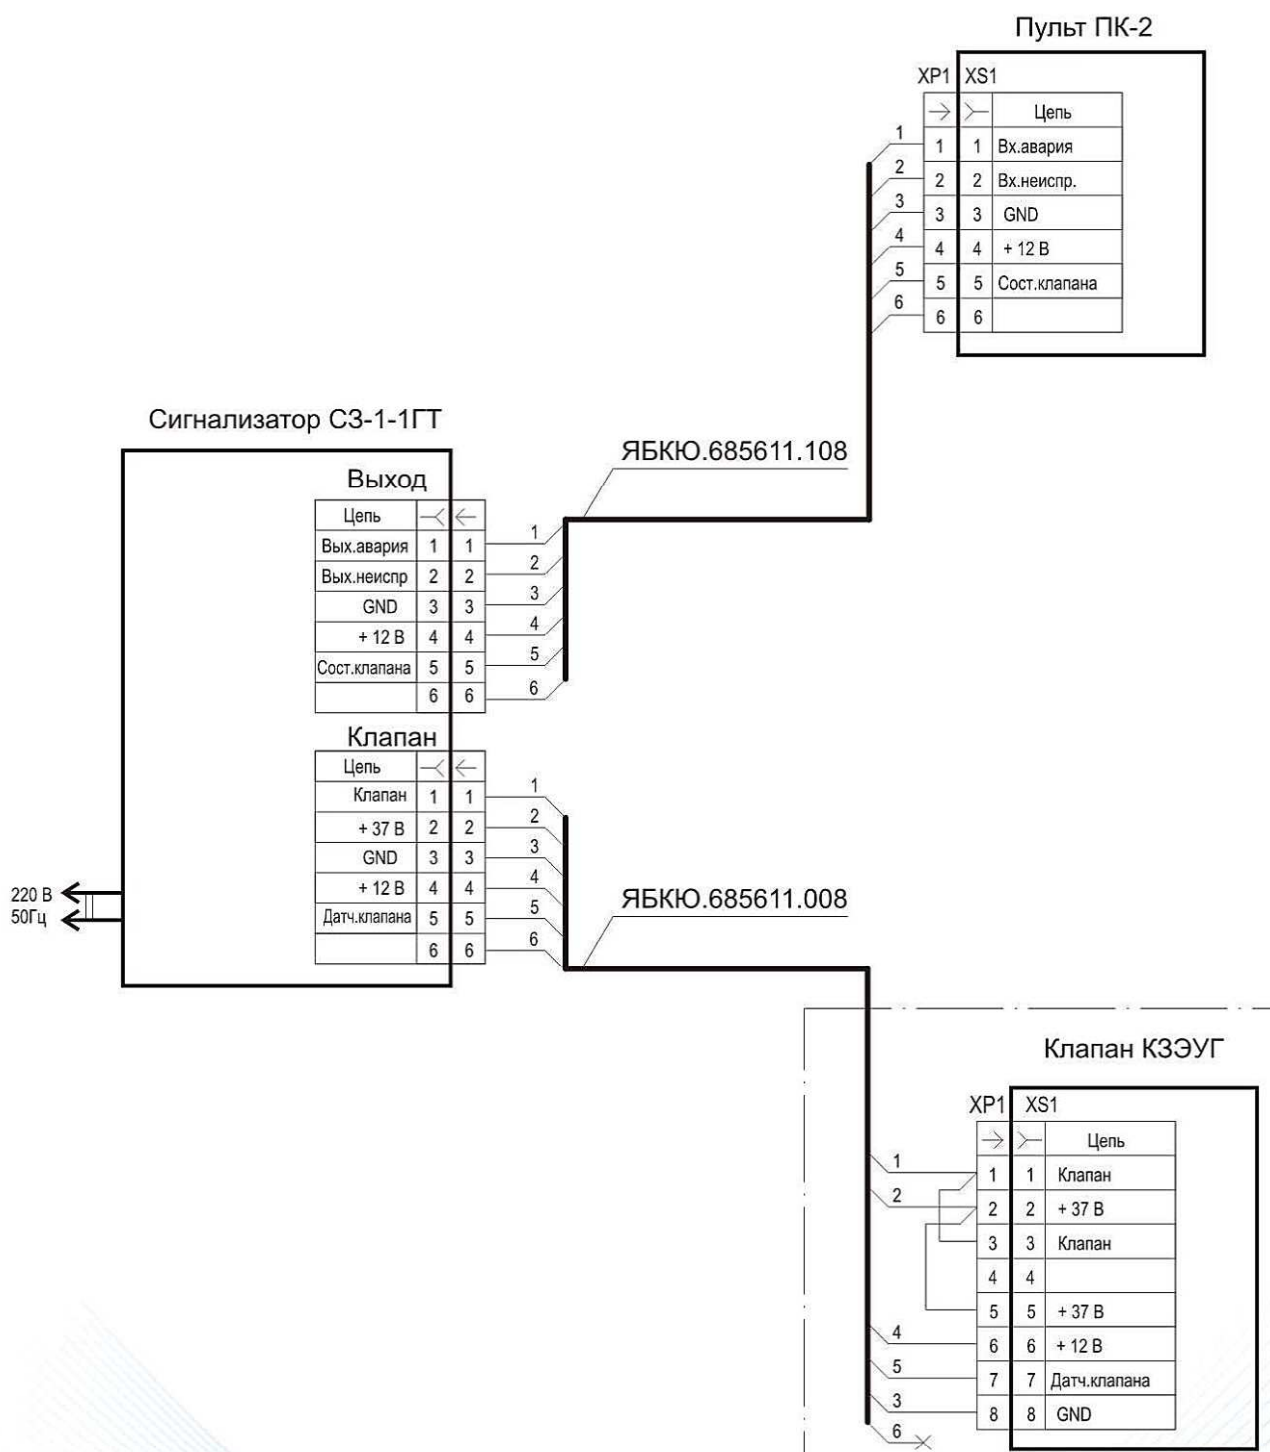 Пульт ПК-2
XP1 XS1
Цепь
1 1 1 Вх.авария
2 2 2 Вх.неиспр.
3 3 3 GND
4 4 4 + 12 В
5 5 5 Сост.клапана
6 6 6
Сигнализатор СЗ-1-1ГТ
ЯБКЮ.685611.108
Выход
Цепь
Вых.авария 1 1 1
Вых.неиспр 2 2 2
GND 3 3 3
+ 12 В 4 4 4
Сост.клапана 5 5 5
6 6 6
Клапан
Цепь
Клапан 1 1 1
+ 37 В 2 2 2
GND 3 3 3
+ 12 В 4 4 4
Датч.клапана 5 5 5
6 6 6
220 В
50Гц
ЯБКЮ.685611.008
Клапан КЗЭУГ
XP1 XS1
Цепь
1 1 1 Клапан
2 2 2 + 37 В
3 3 Клапан
4 4
5 5 + 37 В
4 6 6 + 12 В
5 7 7 Датч.клапана
3 8 8 GND
6